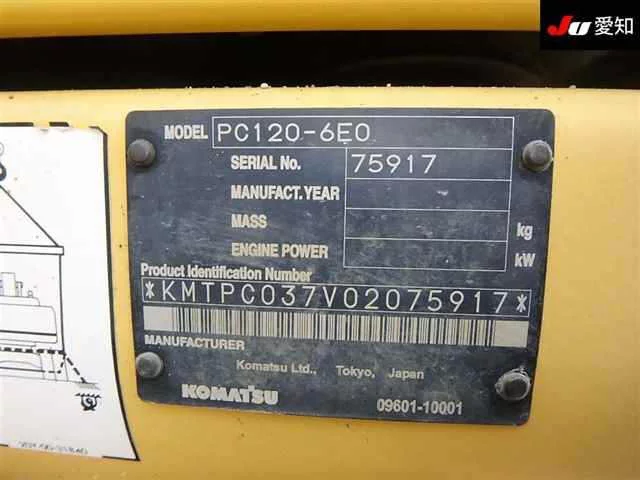 JU 愛知
MODEL PC120-6E0
SERIAL No. 75917
MANUFACT.YEAR
MASS kg
ENGINE POWER kW
Product Identification Number
*KMTPC037V02075917*
MANUFACTURER
Komatsu Ltd., Tokyo, Japan
KOMATSU
09601-10001